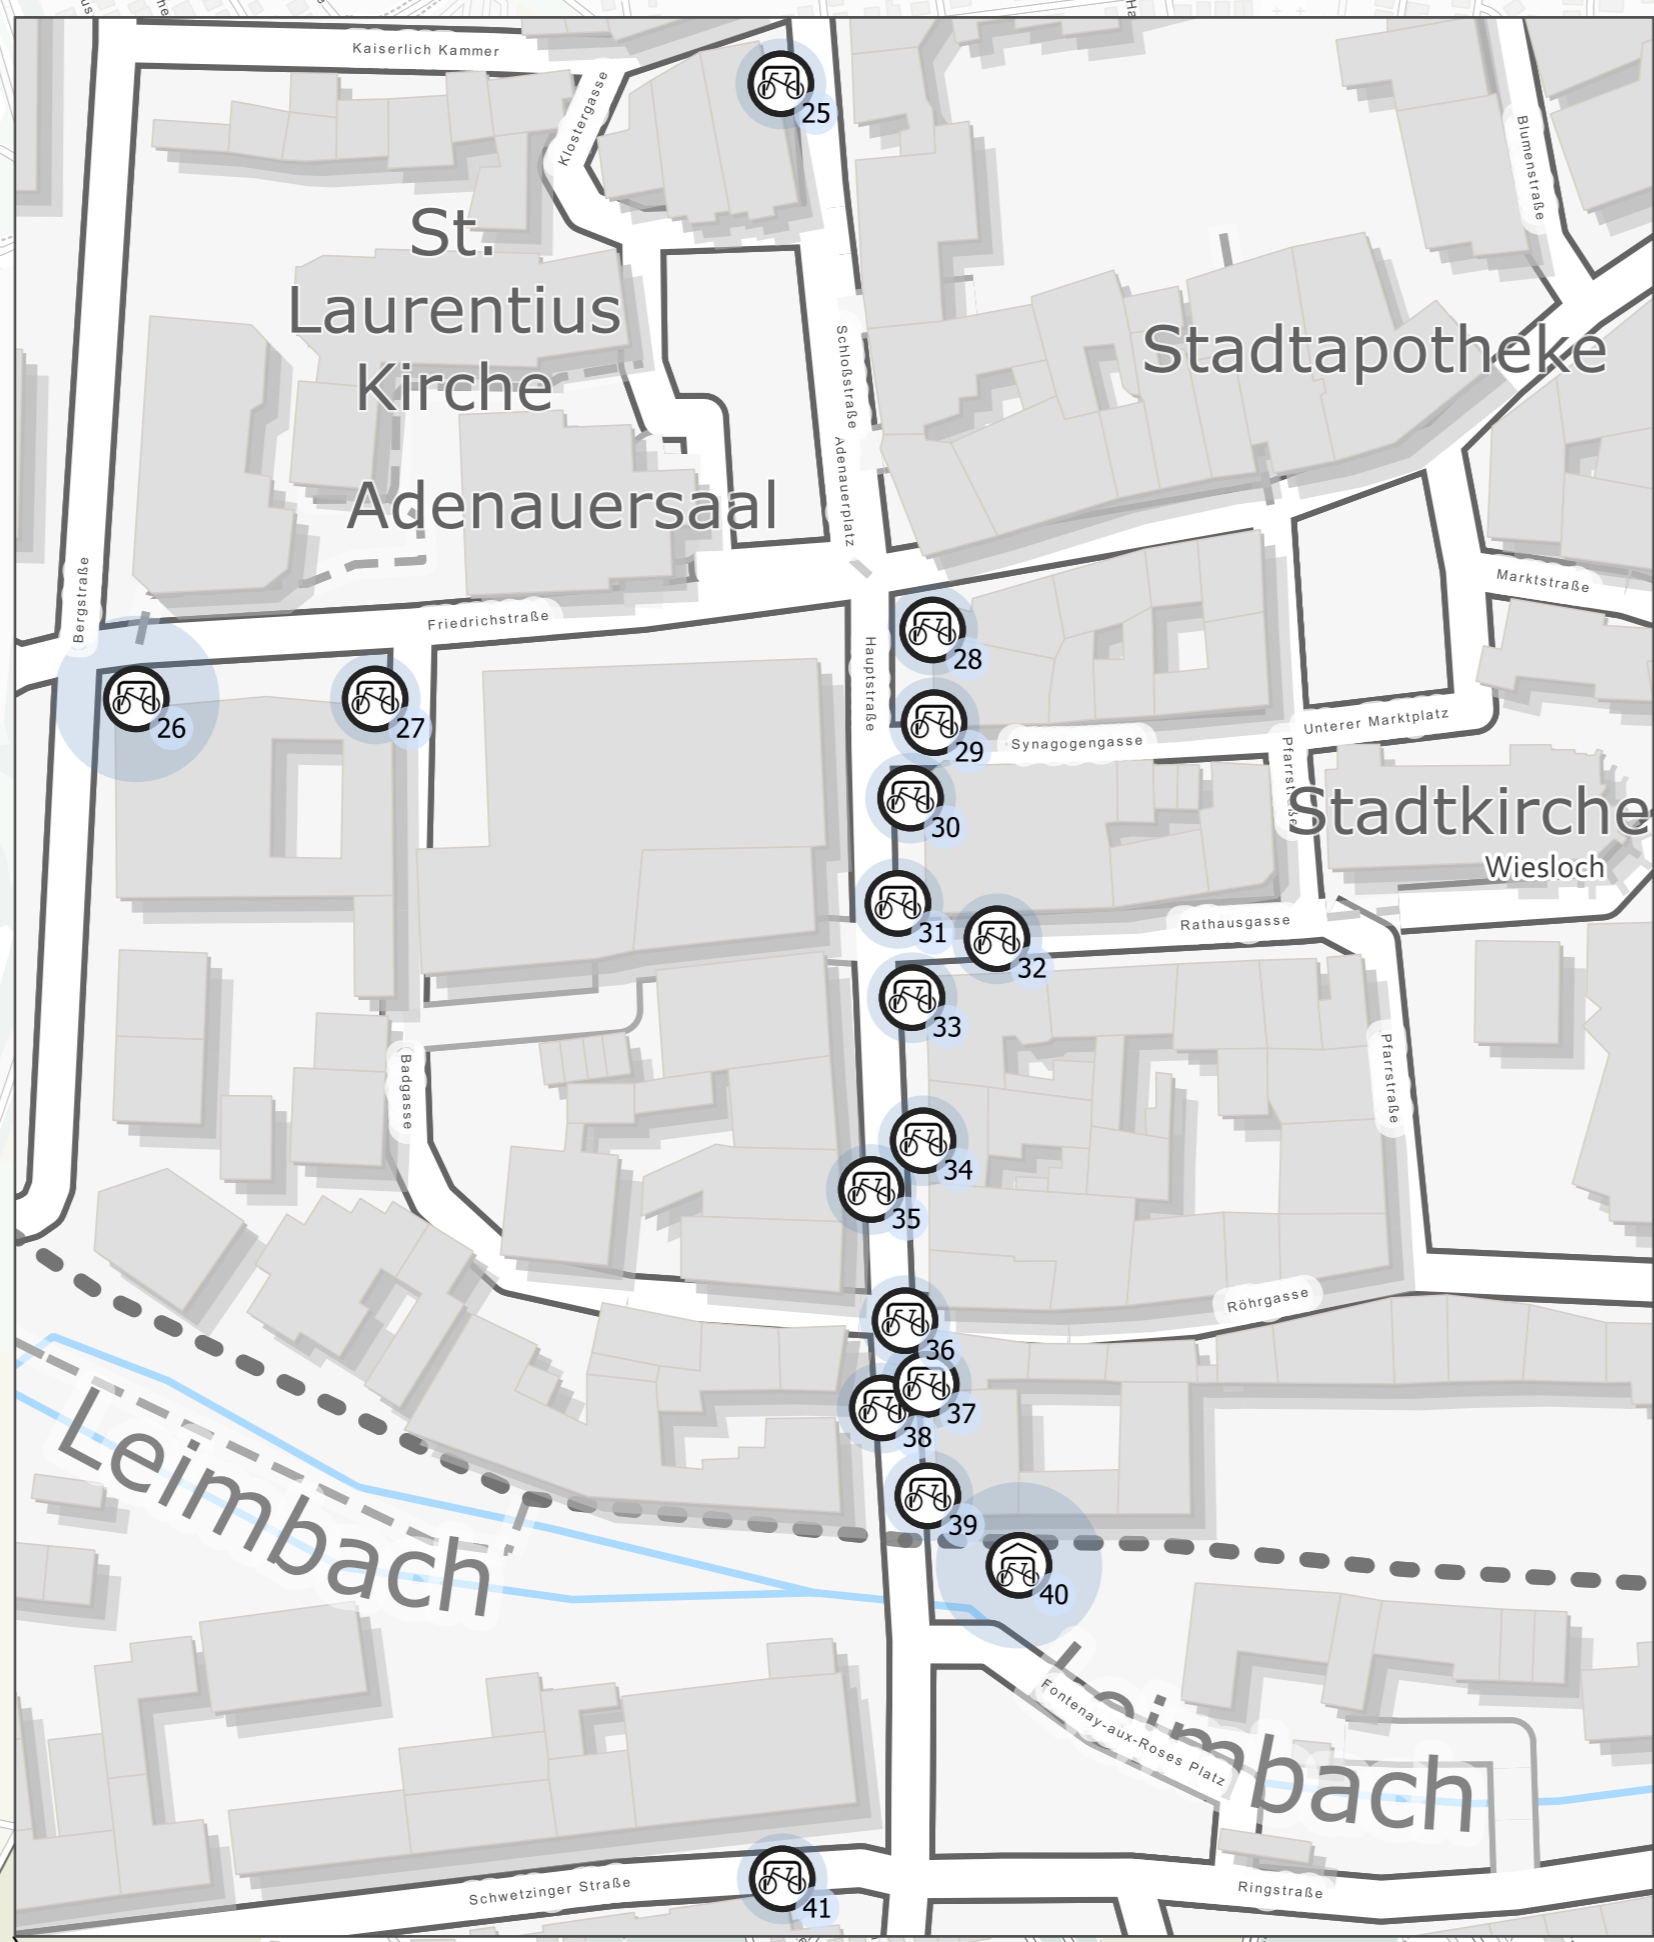 Kaiserlich Kammer
Klostergasse
25
Blumenstraße
St.
Laurentius
Kirche
Schloßstraße
Stadtapotheke
Adenauersaal
Adenauerplatz
Bergstraße
Friedrichstraße
Marktstraße
Hauptstraße
28
26
27
29
Synagogengasse
Unterer Marktplatz
Pfarrstraße
30
Stadtkirche
Wiesloch
31
32
Rathausgasse
33
Badgasse
Pfarrstraße
34
35
Röhrgasse
36
37
38
Leimbach
39
40
Leimbach
Fontenay-aux-Roses Platz
Schwetzinger Straße
41
Ringstraße